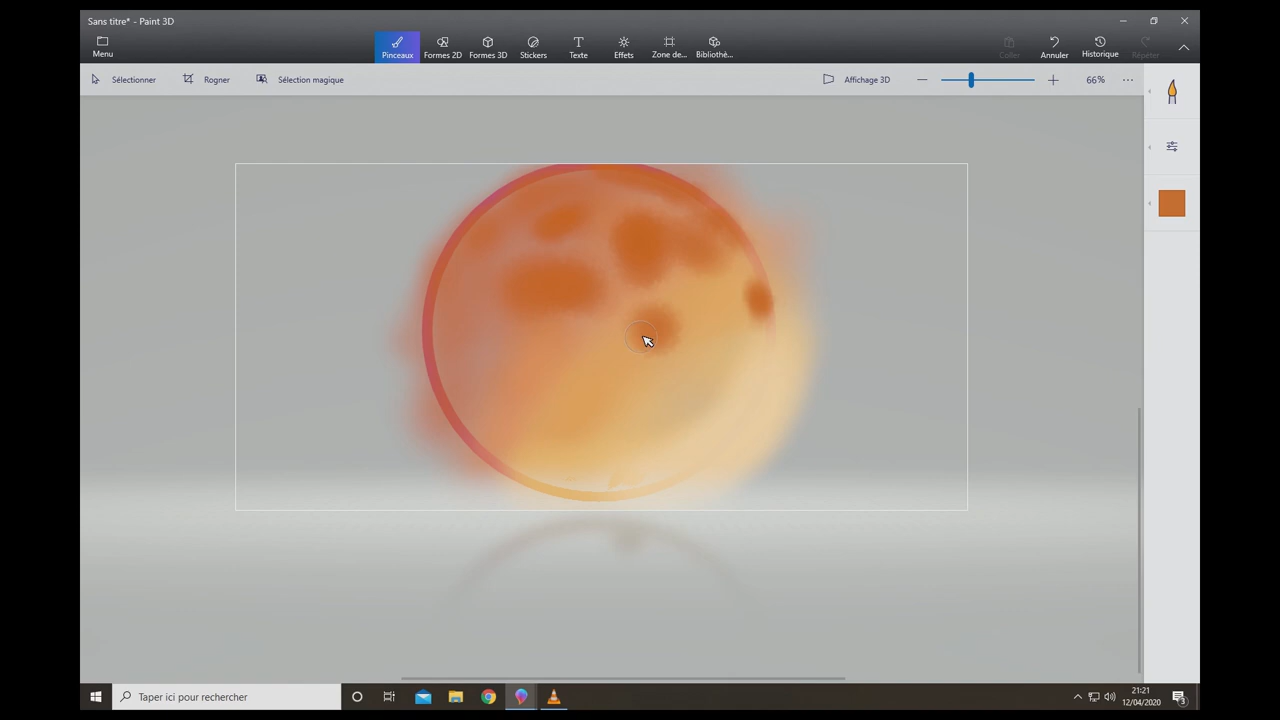 Sans titre* - Paint 3D
Menu
Pinceaux
Formes 2D
Formes 3D
Stickers
Texte
Effets
Zone de...
Bibliothè...
Coller
Annuler
Historique
Répéter
Sélectionner
Rogner
Sélection magique
Affichage 3D
66%
Taper ici pour rechercher
21:21
12/04/2020
3